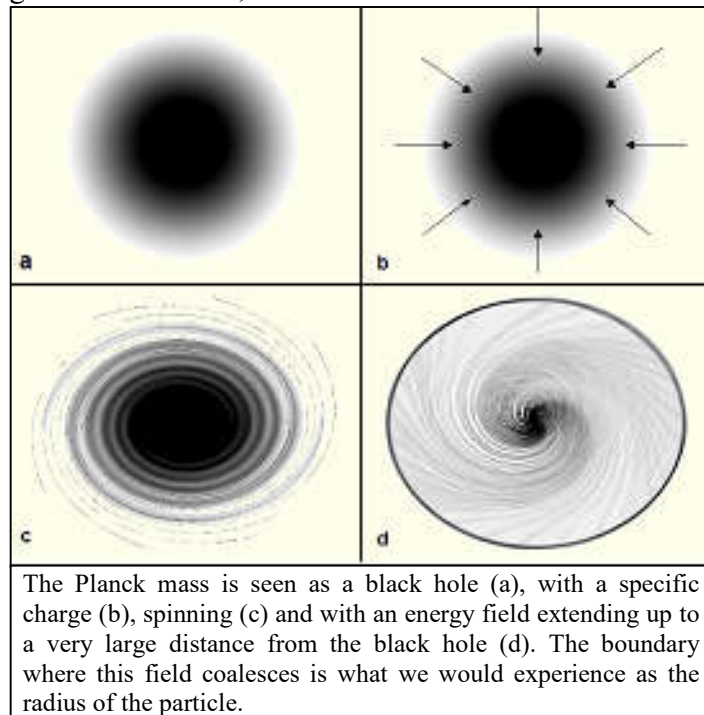 a
b
c
d
The Planck mass is seen as a black hole (a), with a specific
charge (b), spinning (c) and with an energy field extending up to
a very large distance from the black hole (d). The boundary
where this field coalesces is what we would experience as the
radius of the particle.